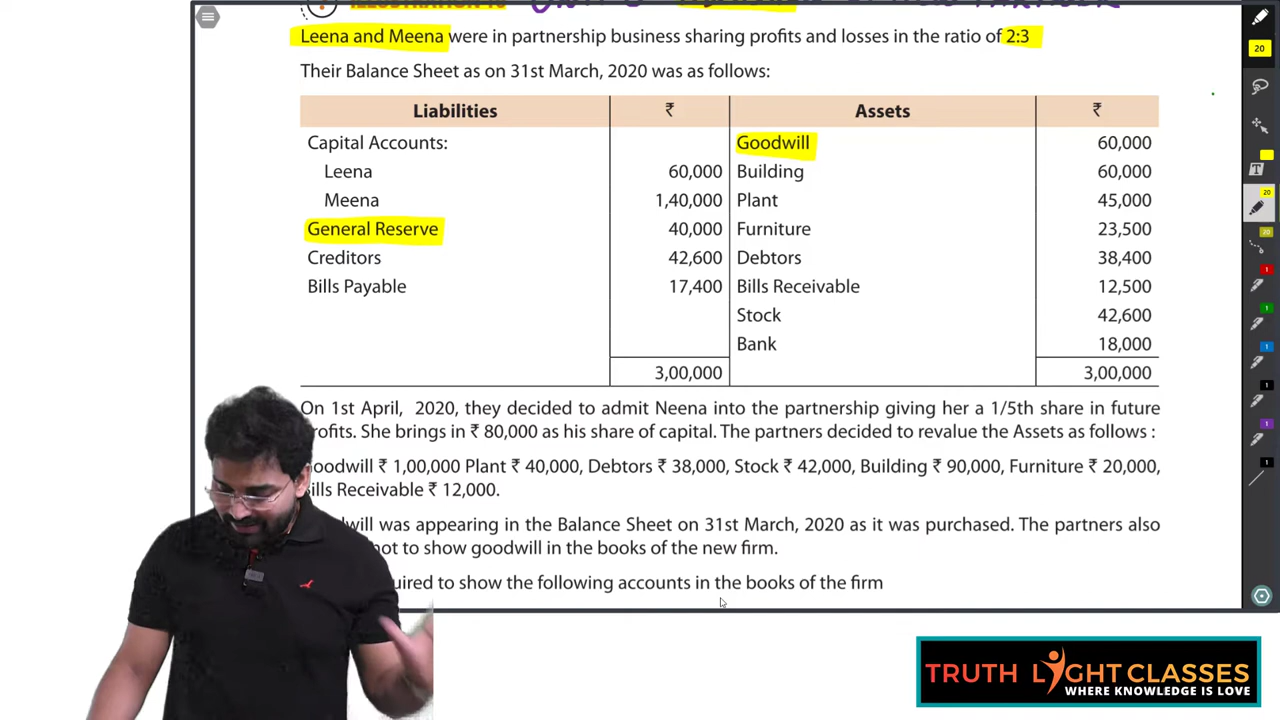 Leena and Meena were in partnership business sharing profits and losses in the ratio of 2:3
Their Balance Sheet as on 31st March, 2020 was as follows:
Liabilities ₹ Assets ₹
Capital Accounts: Goodwill 60,000
Leena 60,000 Building 60,000
Meena 1,40,000 Plant 45,000
General Reserve 40,000 Furniture 23,500
Creditors 42,600 Debtors 38,400
Bills Payable 17,400 Bills Receivable 12,500
Stock 42,600
Bank 18,000
3,00,000 3,00,000
On 1st April, 2020, they decided to admit Neena into the partnership giving her a 1/5th share in future
rofits. She brings in ₹ 80,000 as his share of capital. The partners decided to revalue the Assets as follows :
oodwill ₹ 1,00,000 Plant ₹ 40,000, Debtors ₹ 38,000, Stock ₹ 42,000, Building ₹ 90,000, Furniture ₹ 20,000,
ills Receivable ₹ 12,000.
will was appearing in the Balance Sheet on 31st March, 2020 as it was purchased. The partners also
not to show goodwill in the books of the new firm.
uired to show the following accounts in the books of the firm
TRUTH LIGHT CLASSES
WHERE KNOWLEDGE IS LOVE
20
20
T
20
20
1
1
1
1
1
1